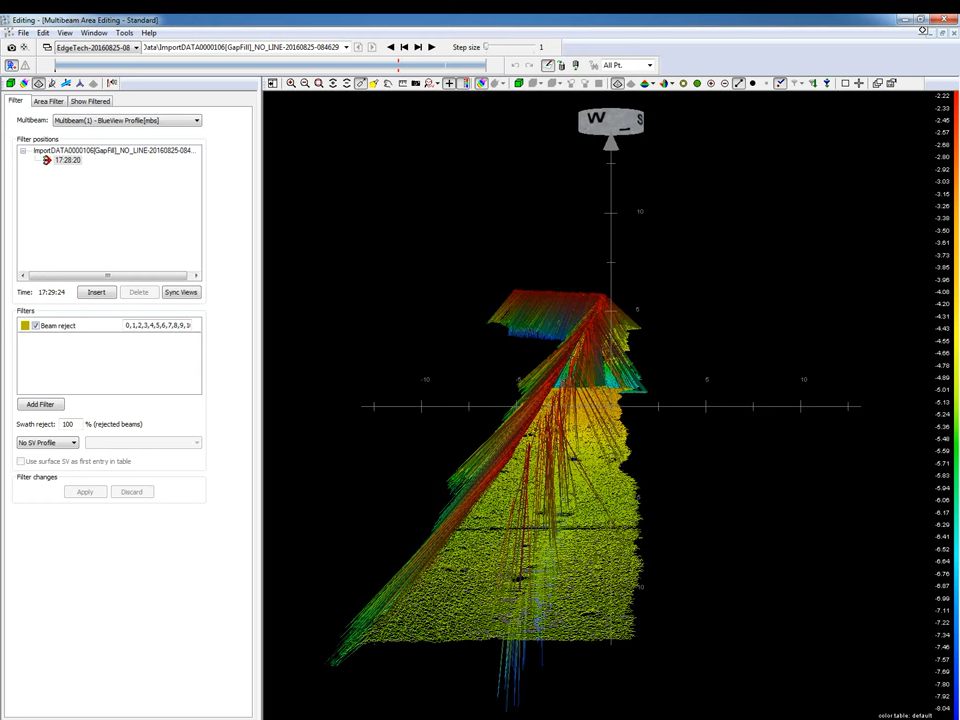 Editing - [Multibeam Area Editing - Standard]
File Edit View Window Tools Help
EdgeTech-20160825-08 Data\ImportDATA0000106[GapFill]_NO_LINE-20160825-084629 Step size 1
All Pt.
Filter Area Filter Show Filtered
Multibeam: Multibeam(1) - BlueView Profile[mbs]
Filter positions
ImportDATA0000106[GapFill]_NO_LINE-20160825-084...
17:28:20
Time: 17:29:24 Insert Delete Sync Views
Filters
Beam reject 0,1,2,3,4,5,6,7,8,9,1
Add Filter
Swath reject: 100 % (rejected beams)
No SV Profile
Use surface SV as first entry in table
Filter changes
Apply Discard
W S
10
5
-10 -5 5 10
-2.22
-2.33
-2.46
-2.57
-2.68
-2.80
-2.92
-3.03
-3.15
-3.26
-3.38
-3.50
-3.61
-3.73
-3.85
-3.96
-4.08
-4.20
-4.31
-4.43
-4.54
-4.66
-4.78
-4.89
-5.01
-5.13
-5.24
-5.36
-5.48
-5.59
-5.71
-5.83
-5.94
-6.06
-6.17
-6.29
-6.41
-6.52
-6.64
-6.76
-6.87
-6.99
-7.11
-7.22
-7.34
-7.45
-7.57
-7.69
-7.80
-7.92
-8.04
color table: default